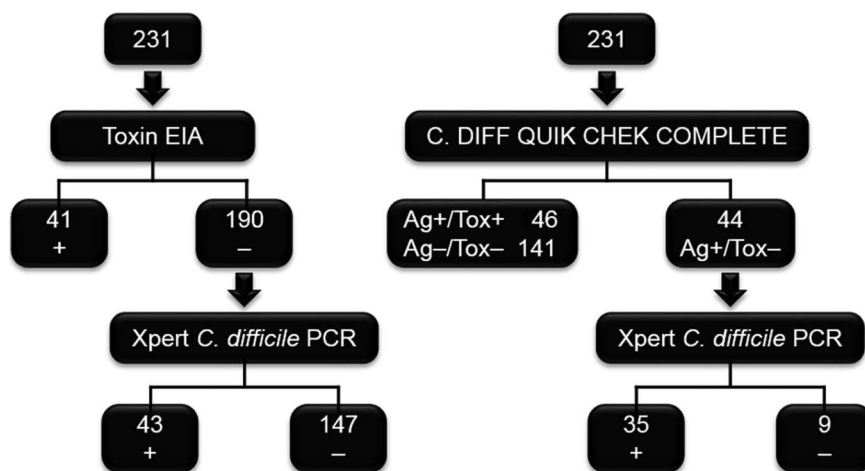 231
Toxin EIA
41
+
190
–
Xpert C. difficile PCR
43
+
147
–
231
C. DIFF QUIK CHEK COMPLETE
Ag+/Tox+ 46
Ag–/Tox– 141
44
Ag+/Tox–
Xpert C. difficile PCR
35
+
9
–